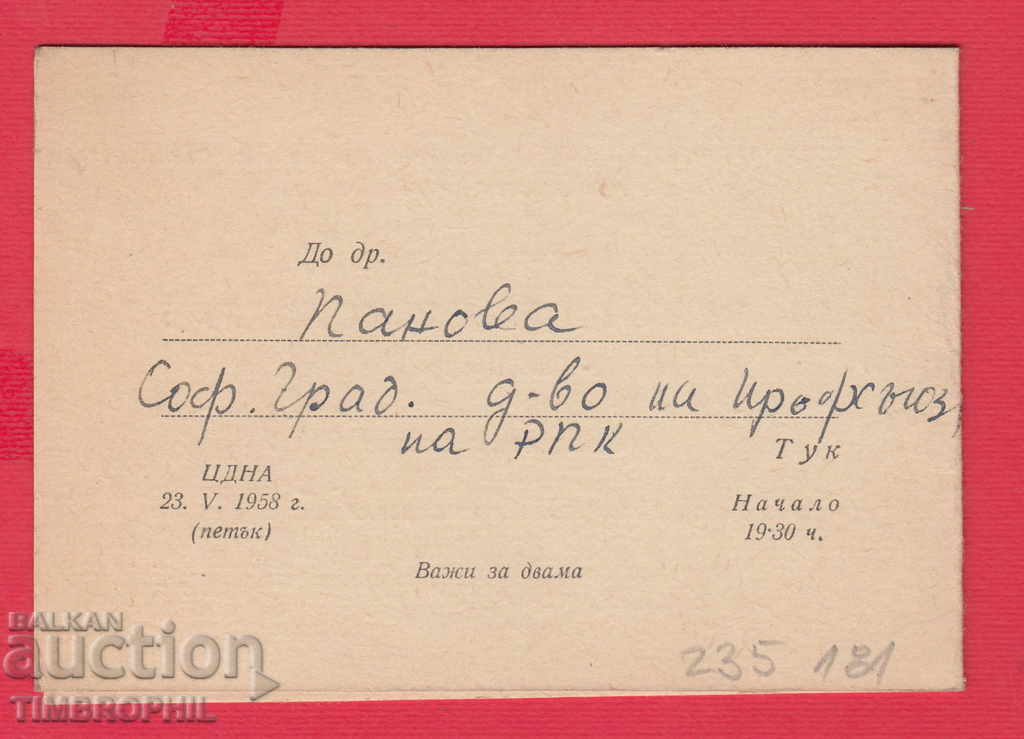 До др.
Панова
Соф. Град. д-во на Профсъюз
на РПК
Тук
ЦДНА
23. V. 1958 г.
(петък)
Начало
19·30 ч.
Важи за двама
235 181
BALKAN
auction
TIMBROPHIL